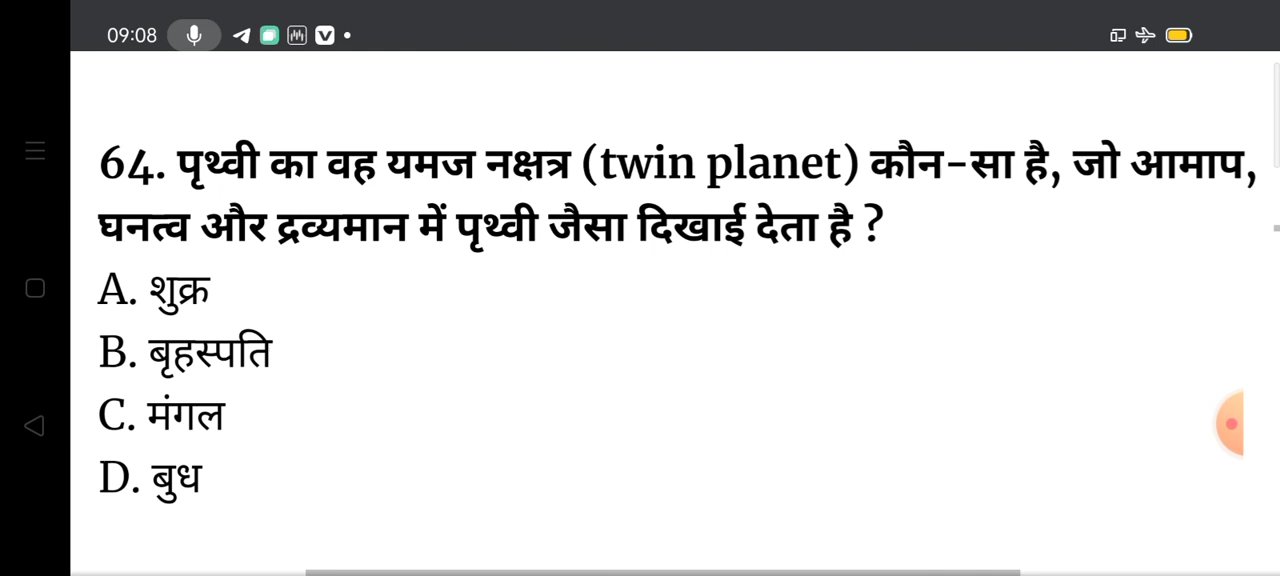 09:08
64. पृथ्वी का वह यमज नक्षत्र (twin planet) कौन-सा है, जो आमाप,
घनत्व और द्रव्यमान में पृथ्वी जैसा दिखाई देता है ?
A. शुक्र
B. बृहस्पति
C. मंगल
D. बुध